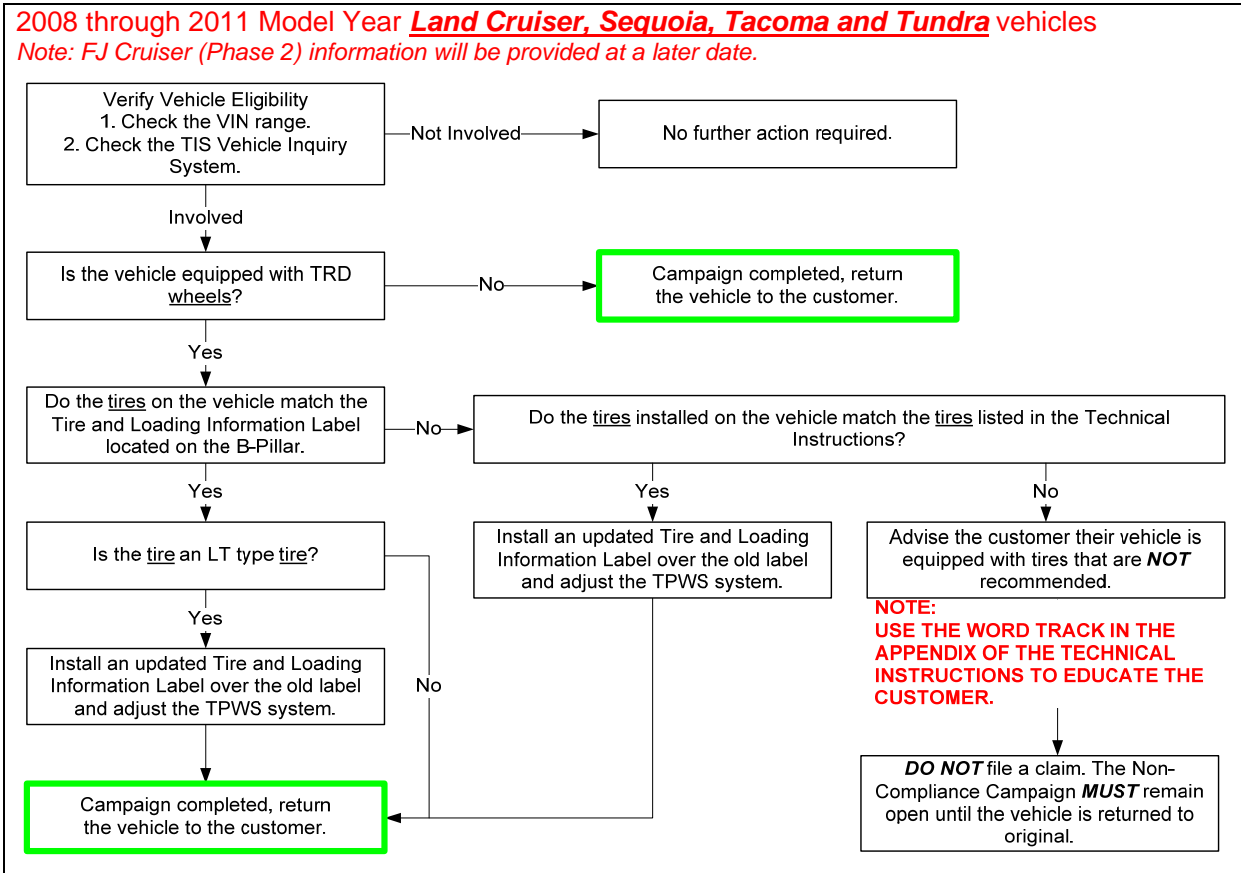 2008 through 2011 Model Year Land Cruiser, Sequoia, Tacoma and Tundra vehicles
Note: FJ Cruiser (Phase 2) information will be provided at a later date.
Verify Vehicle Eligibility
1. Check the VIN range.
2. Check the TIS Vehicle Inquiry
System.
Not Involved
No further action required.
Involved
Is the vehicle equipped with TRD
wheels?
No
Campaign completed, return
the vehicle to the customer.
Yes
Do the tires on the vehicle match the
Tire and Loading Information Label
located on the B-Pillar.
No
Do the tires installed on the vehicle match the tires listed in the Technical
Instructions?
Yes
Yes
No
Is the tire an LT type tire?
Install an updated Tire and Loading
Information Label over the old label
and adjust the TPWS system.
Advise the customer their vehicle is
equipped with tires that are NOT
recommended.
NOTE:
USE THE WORD TRACK IN THE
APPENDIX OF THE TECHNICAL
INSTRUCTIONS TO EDUCATE THE
CUSTOMER.
Yes
Install an updated Tire and Loading
Information Label over the old label
and adjust the TPWS system.
No
Campaign completed, return
the vehicle to the customer.
DO NOT file a claim. The Non-
Compliance Campaign MUST remain
open until the vehicle is returned to
original.